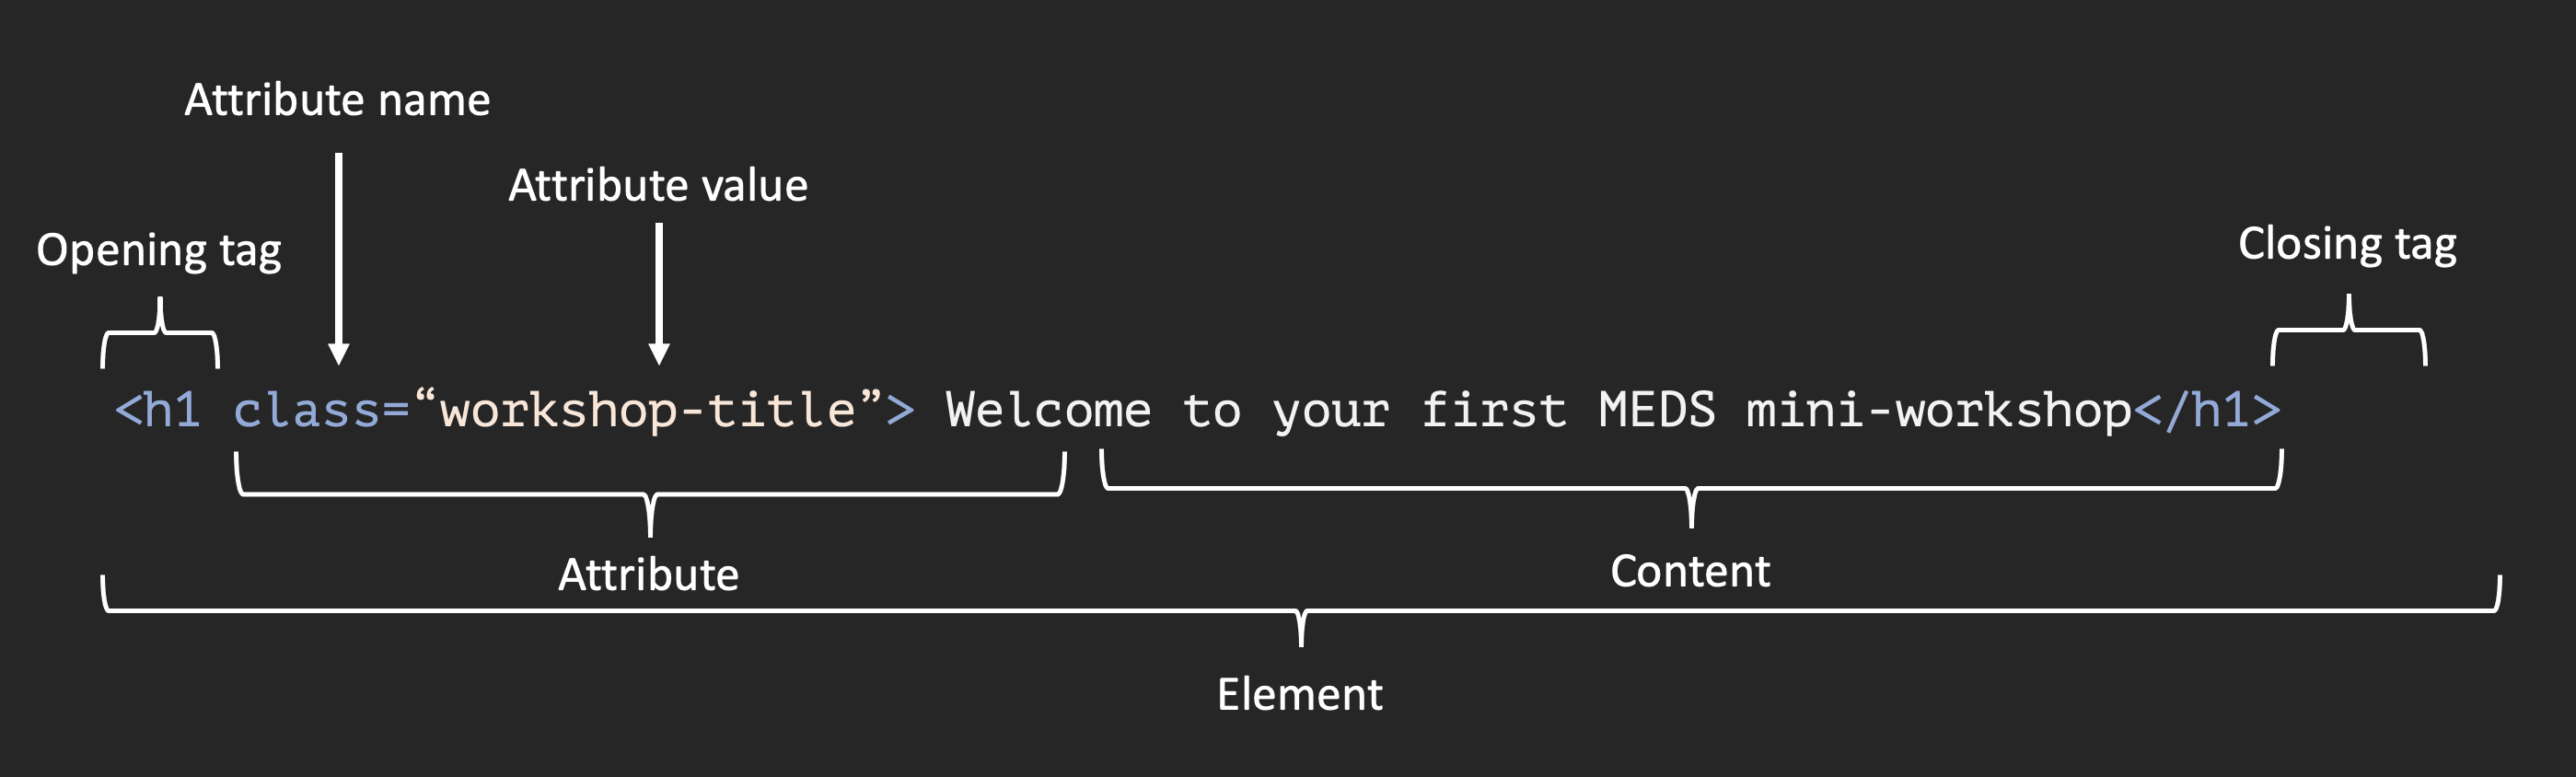 Attribute name
Attribute value
Opening tag
Closing tag
<h1 class=“workshop-title”> Welcome to your first MEDS mini-workshop</h1>
Attribute
Content
Element